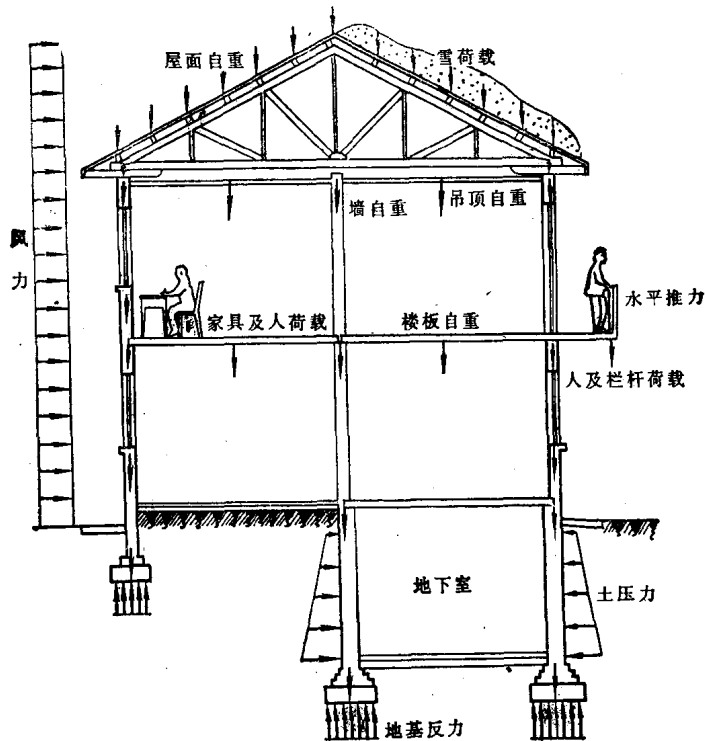 屋面自重
雪荷载
墙自重
吊顶自重
风力
家具及人荷载
楼板自重
水平推力
人及栏杆荷载
地下室
土压力
地基反力